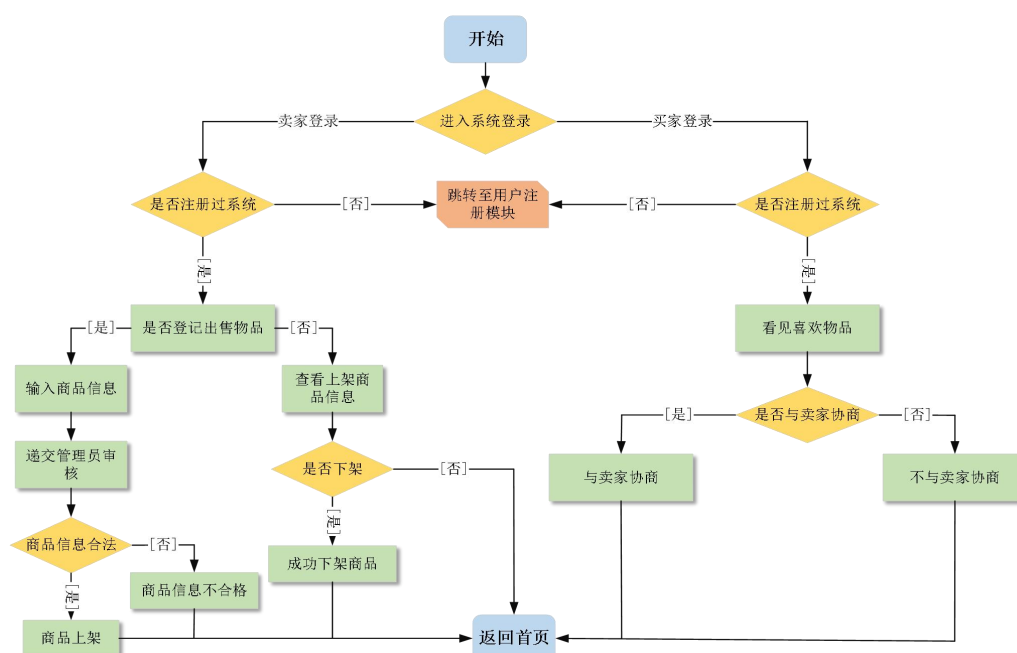 开始
卖家登录
进入系统登录
买家登录
是否注册过系统
[否]
跳转至用户注
册模块
[否]
是否注册过系统
[是]
[是]
[是]
是否登记出售物品
[否]
看见喜欢物品
输入商品信息
查看上架商
品信息
[是]
是否与卖家协商
[否]
递交管理员审
核
是否下架
[否]
与卖家协商
不与卖家协商
[是]
商品信息合法
[否]
成功下架商品
[是]
商品信息不合格
商品上架
返回首页